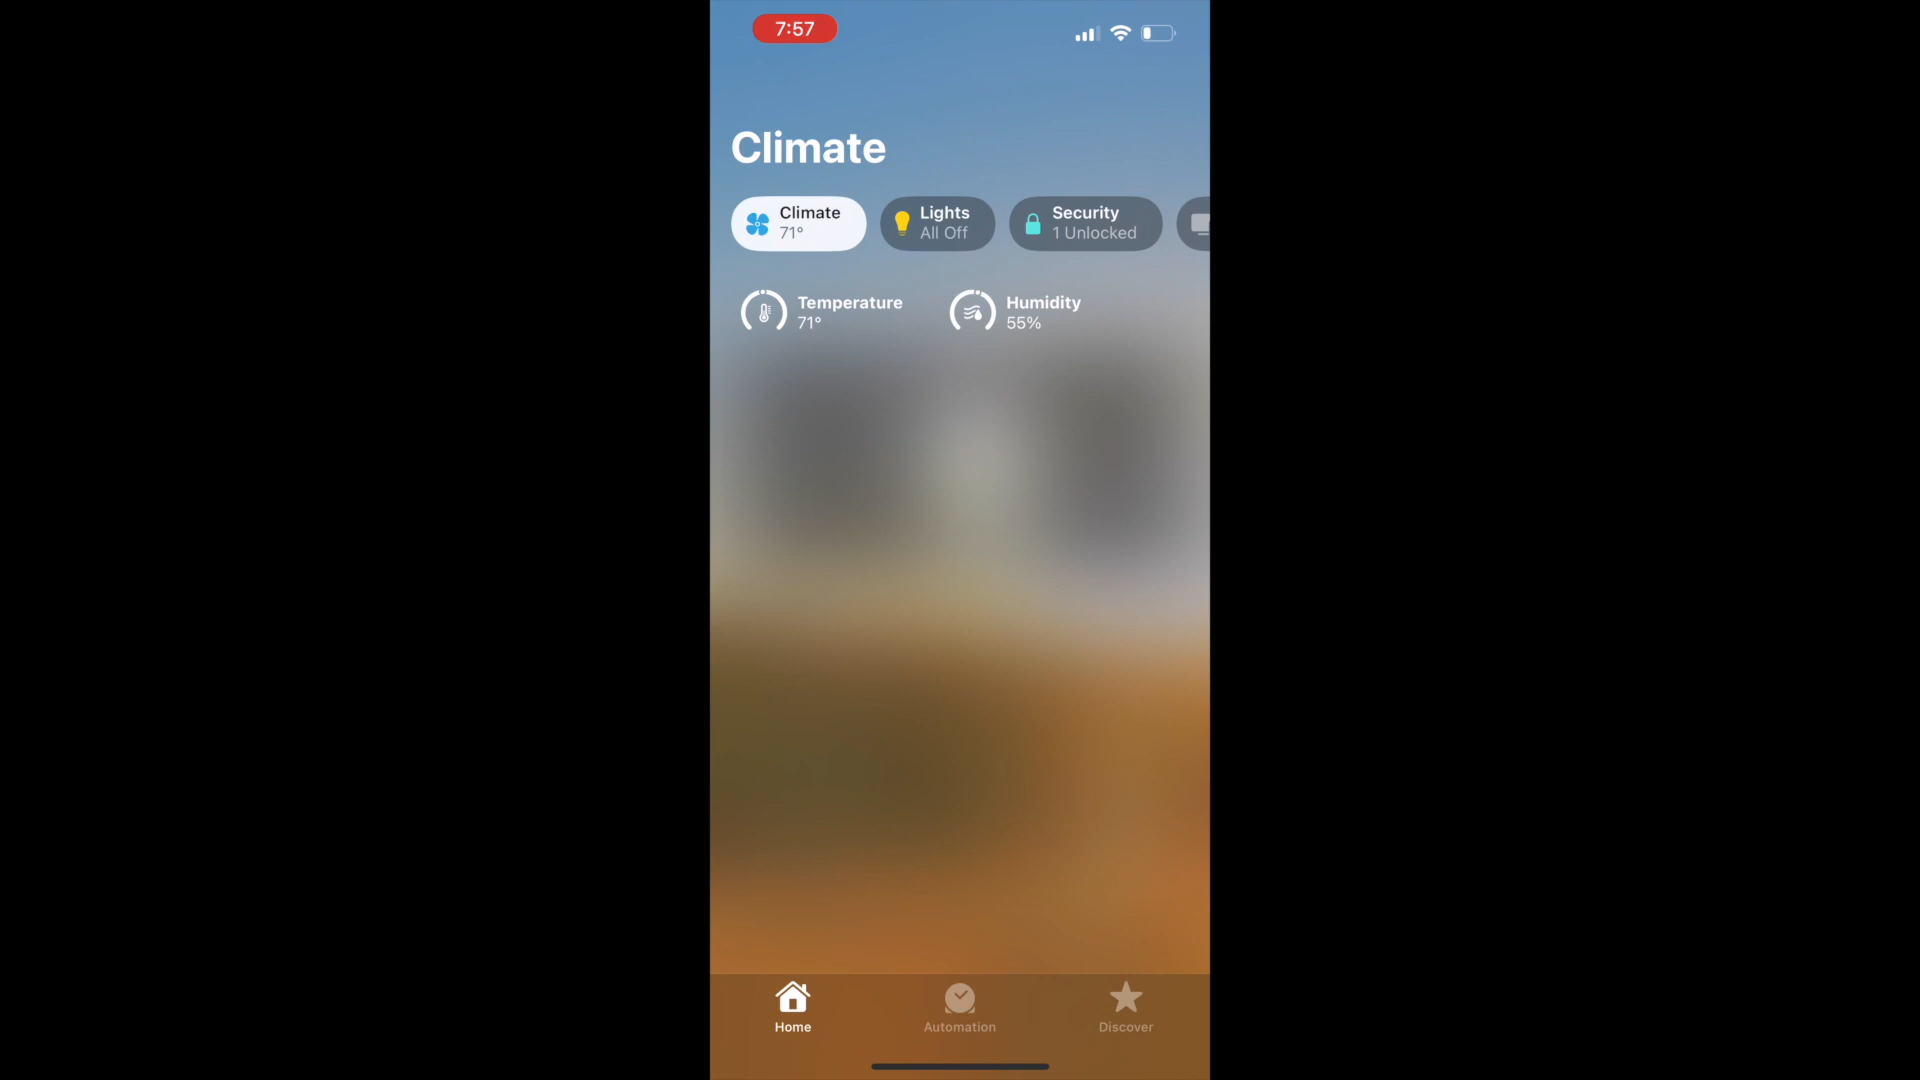 7:57
Climate
Climate
71°
Lights
All Off
Security
1 Unlocked
Temperature
71°
Humidity
55%
Home
Automation
Discover